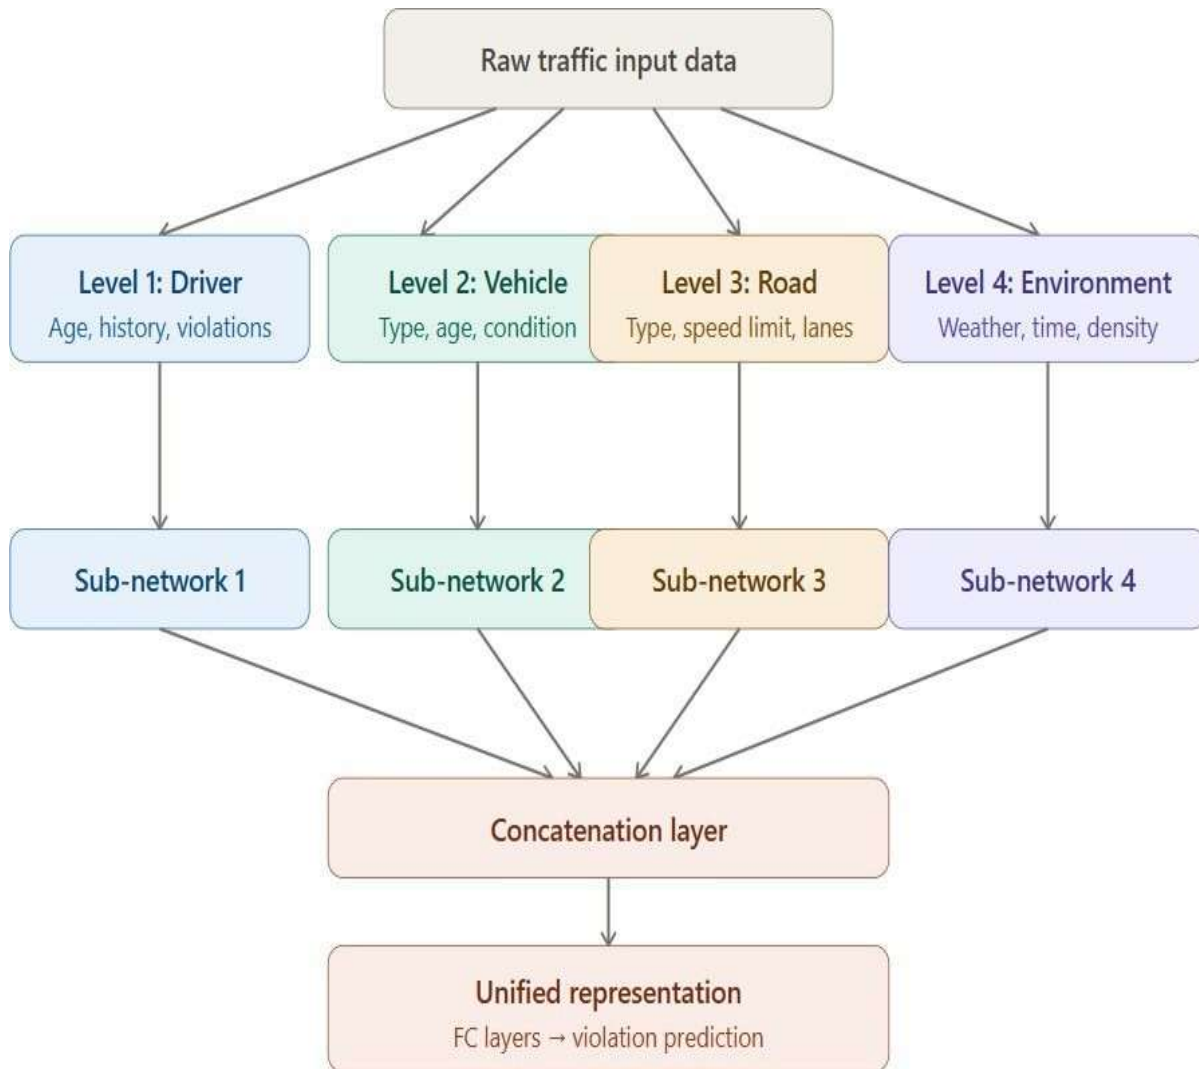 Raw traffic input data
Level 1: Driver
Age, history, violations
Level 2: Vehicle
Type, age, condition
Level 3: Road
Type, speed limit, lanes
Level 4: Environment
Weather, time, density
Sub-network 1
Sub-network 2
Sub-network 3
Sub-network 4
Concatenation layer
Unified representation
FC layers → violation prediction